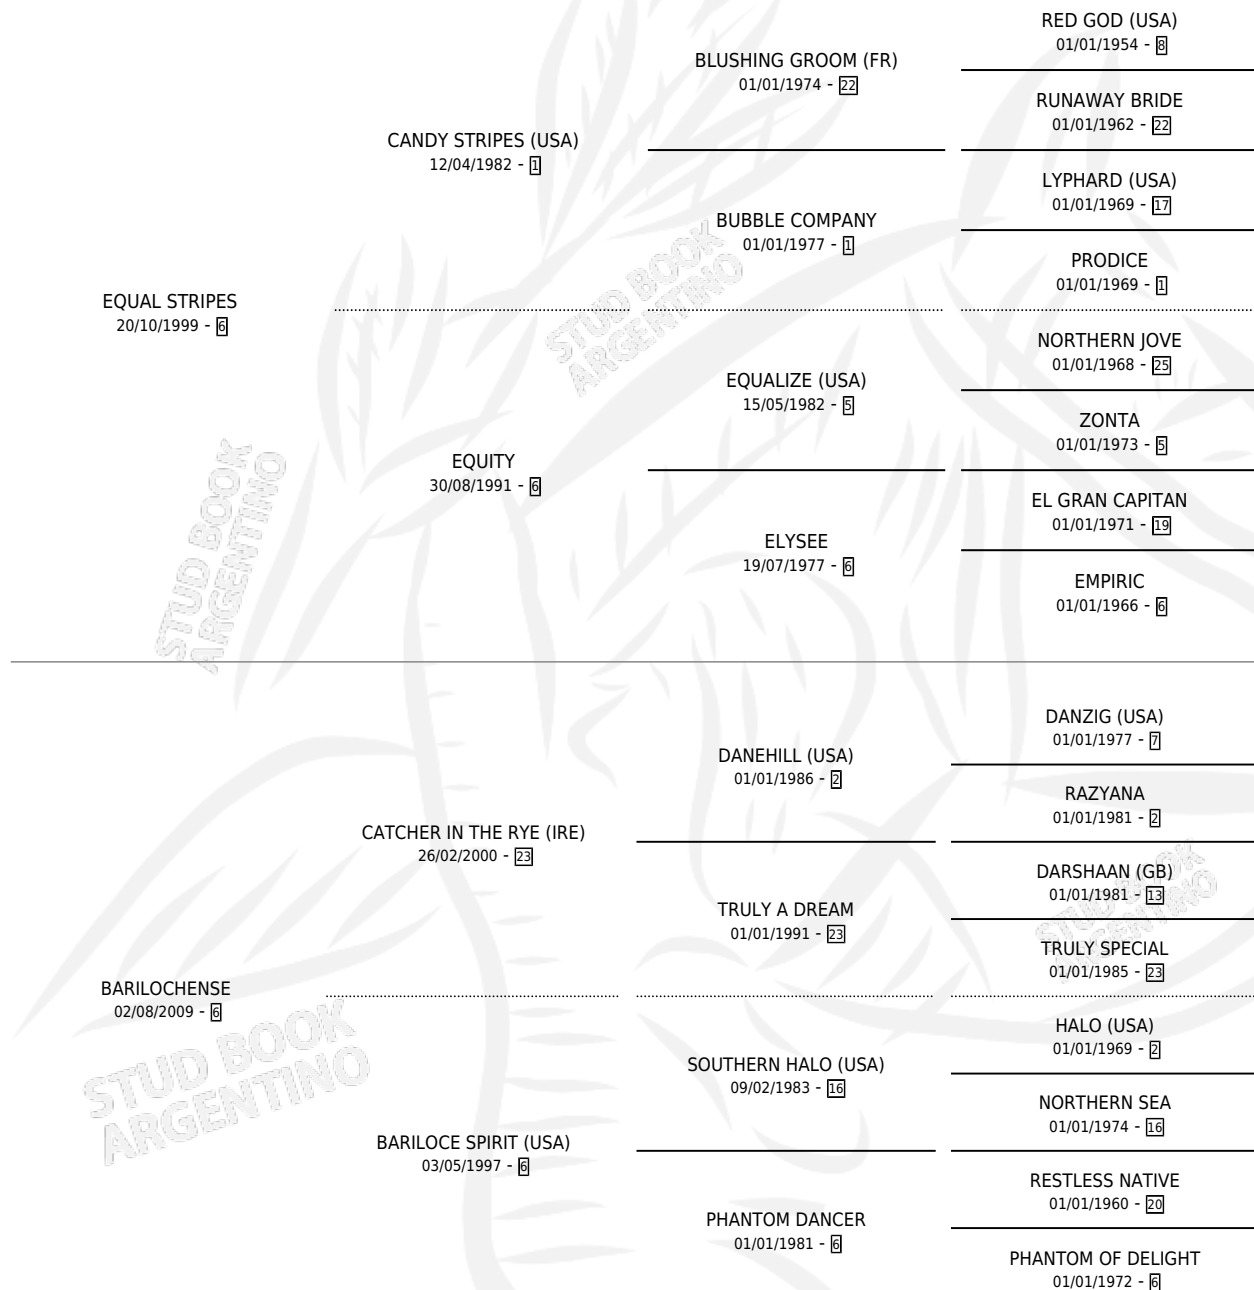 RED GOD (USA)
01/01/1954 - 8
BLUSHING GROOM (FR)
01/01/1974 - 22
RUNAWAY BRIDE
01/01/1962 - 22
CANDY STRIPES (USA)
12/04/1982 - 1
LYPHARD (USA)
01/01/1969 - 17
BUBBLE COMPANY
01/01/1977 - 1
PRODICE
01/01/1969 - 1
EQUAL STRIPES
20/10/1999 - 6
NORTHERN JOVE
01/01/1968 - 25
EQUALIZE (USA)
15/05/1982 - 5
ZONTA
01/01/1973 - 5
EQUITY
30/08/1991 - 6
EL GRAN CAPITAN
01/01/1971 - 19
ELYSEE
19/07/1977 - 6
EMPIRIC
01/01/1966 - 6
DANZIG (USA)
01/01/1977 - 7
DANEHILL (USA)
01/01/1986 - 2
RAZYANA
01/01/1981 - 2
CATCHER IN THE RYE (IRE)
26/02/2000 - 23
DARSHAAN (GB)
01/01/1981 - 13
TRULY A DREAM
01/01/1991 - 23
TRULY SPECIAL
01/01/1985 - 23
BARILOCHENSE
02/08/2009 - 6
HALO (USA)
01/01/1969 - 2
SOUTHERN HALO (USA)
09/02/1983 - 16
NORTHERN SEA
01/01/1974 - 16
BARILOCE SPIRIT (USA)
03/05/1997 - 6
RESTLESS NATIVE
01/01/1960 - 20
PHANTOM DANCER
01/01/1981 - 6
PHANTOM OF DELIGHT
01/01/1972 - 6
STUD BOOK
ARGENTINO
STUD BOOK
ARGENTINO
STUD BOOK
ARGENTINO
STUD BOOK
ARGENTINO